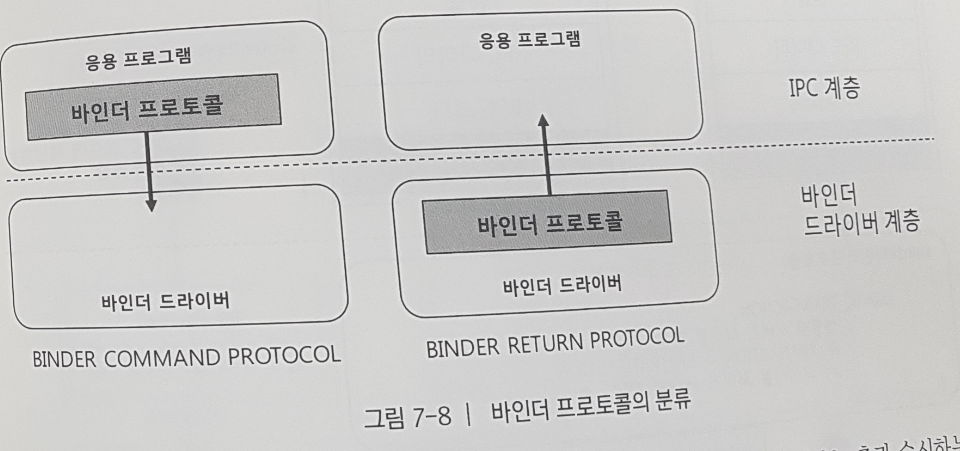 응용 프로그램
바인더 프로토콜
바인더 드라이버
BINDER COMMAND PROTOCOL
응용 프로그램
바인더 프로토콜
바인더 드라이버
BINDER RETURN PROTOCOL
IPC 계층
바인더
드라이버 계층
그림 7-8 | 바인더 프로토콜의 분류